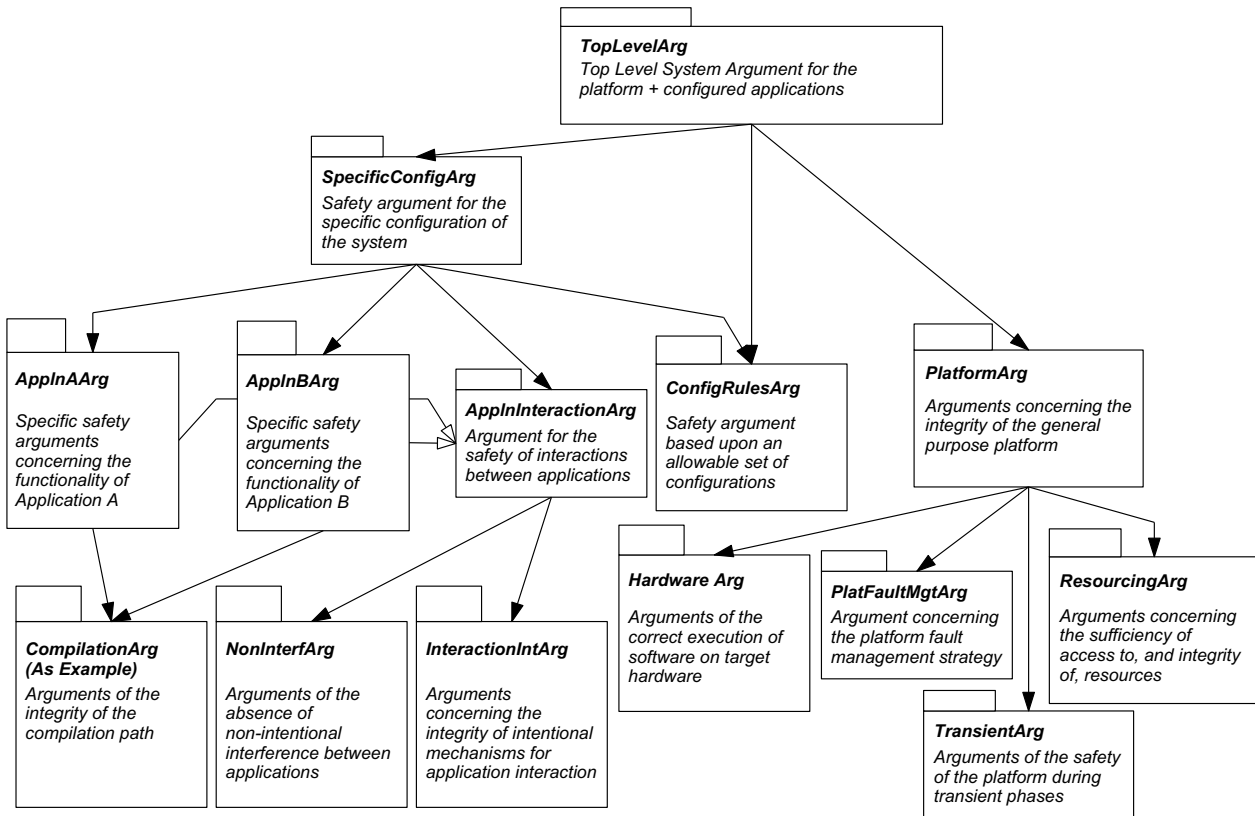 TopLevelArg
Top Level System Argument for the
platform + configured applications
SpecificConfigArg
Safety argument for the
specific configuration of
the system
ApplnAArg
Specific safety
arguments
concerning the
functionality of
Application A
ApplnBArg
Specific safety
arguments
concerning the
functionality of
Application B
ApplnInteractionArg
Argument for the
safety of interactions
between applications
ConfigRulesArg
Safety argument
based upon an
allowable set of
configurations
PlatformArg
Arguments concerning the
integrity of the general
purpose platform
CompilationArg
(As Example)
Arguments of the
integrity of the
compilation path
NonInterfArg
Arguments of the
absence of
non-intentional
interference between
applications
InteractionIntArg
Arguments
concerning the
integrity of intentional
mechanisms for
application interaction
Hardware Arg
Arguments of the
correct execution of
software on target
hardware
PlatFaultMgtArg
Argument concerning
the platform fault
management strategy
ResourcingArg
Arguments concerning
the sufficiency of
access to, and integrity
of, resources
TransientArg
Arguments of the safety
of the platform during
transient phases